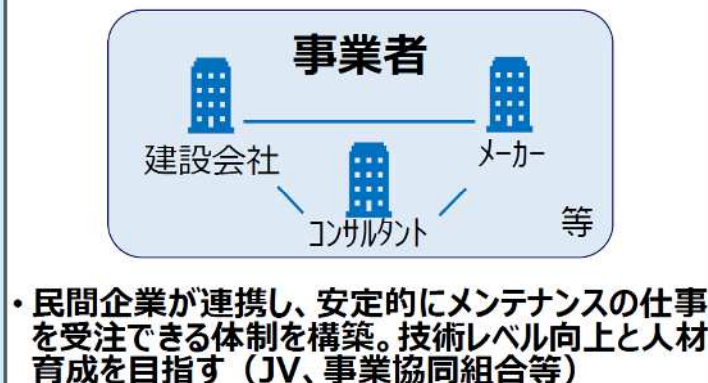 事業者
建設会社
メーカー
コンサルタント
等
・民間企業が連携し、安定的にメンテナンスの仕事
を受注できる体制を構築。技術レベル向上と人材
育成を目指す（JV、事業協同組合等）